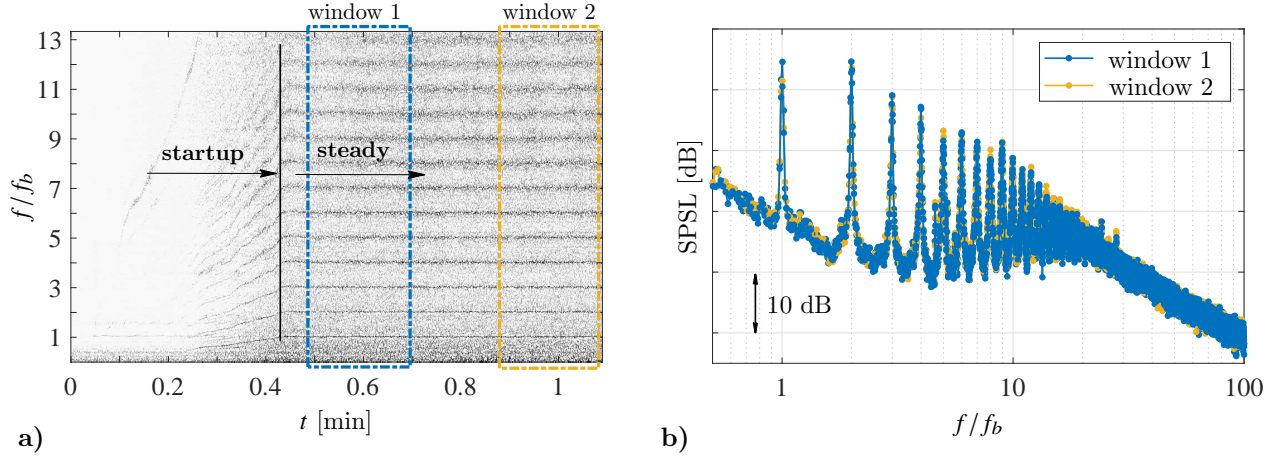 window 1
window 2
13
11
9
7
5
3
1
f/f_b
startup
steady
0
0.2
0.4
0.6
0.8
1
t [min]
a)
window 1
window 2
SPSL [dB]
10 dB
1
10
100
f/f_b
b)